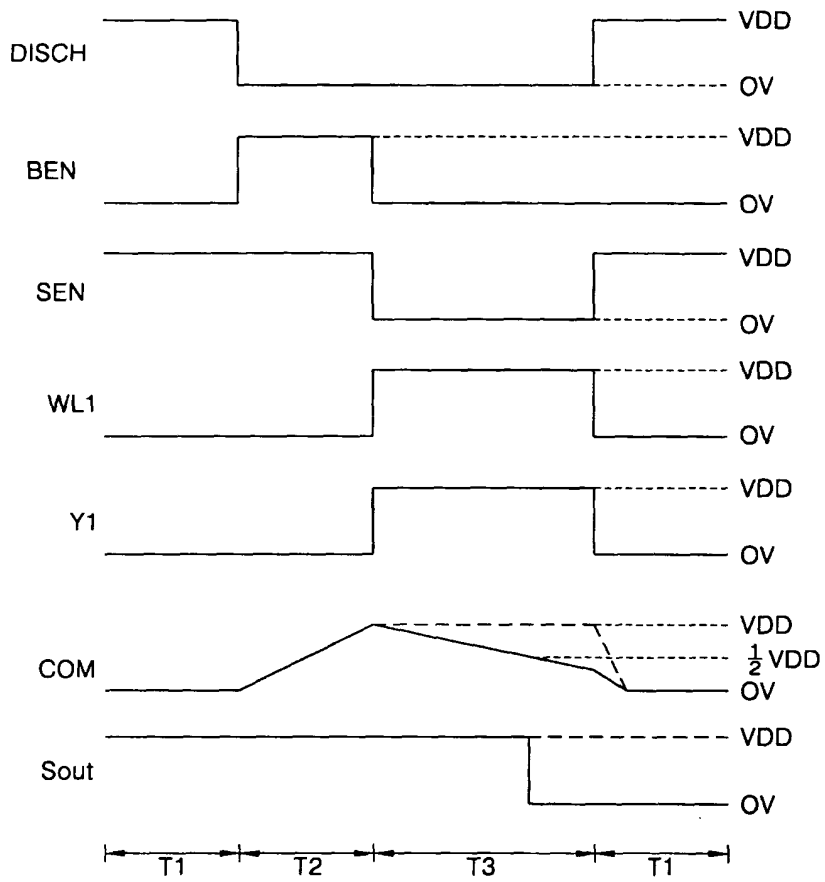 DISCH
VDD
OV
BEN
VDD
OV
SEN
VDD
OV
WL1
VDD
OV
Y1
VDD
OV
COM
VDD
1/2 VDD
OV
Sout
VDD
OV
T1 T2 T3 T1